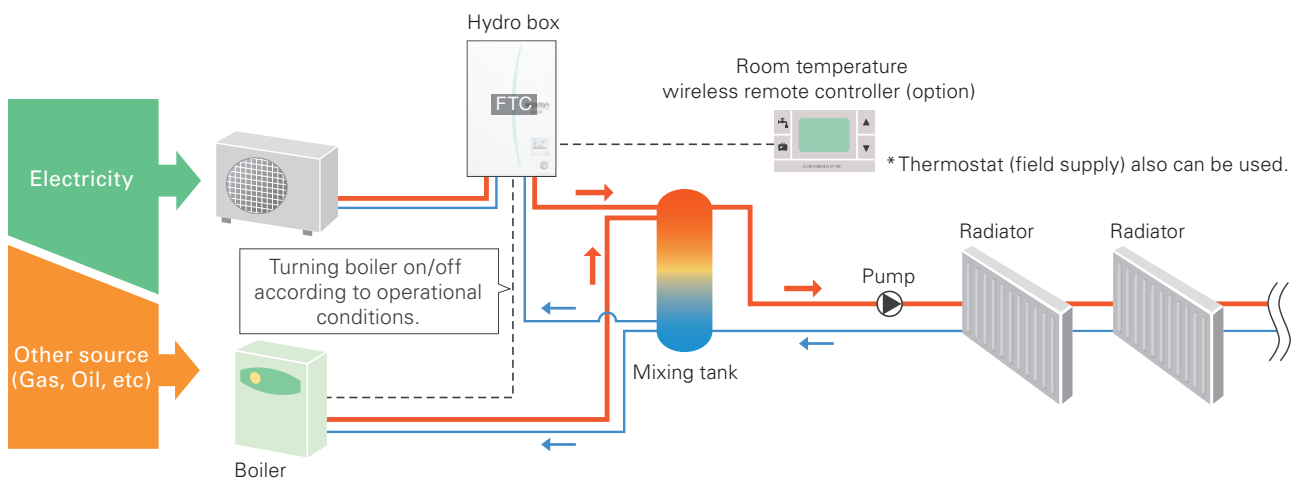 Hydro box
FTC
Room temperature
wireless remote controller (option)
*Thermostat (field supply) also can be used.
Electricity
Radiator
Radiator
Pump
Turning boiler on/off
according to operational
conditions.
Other source
(Gas, Oil, etc)
Mixing tank
Boiler